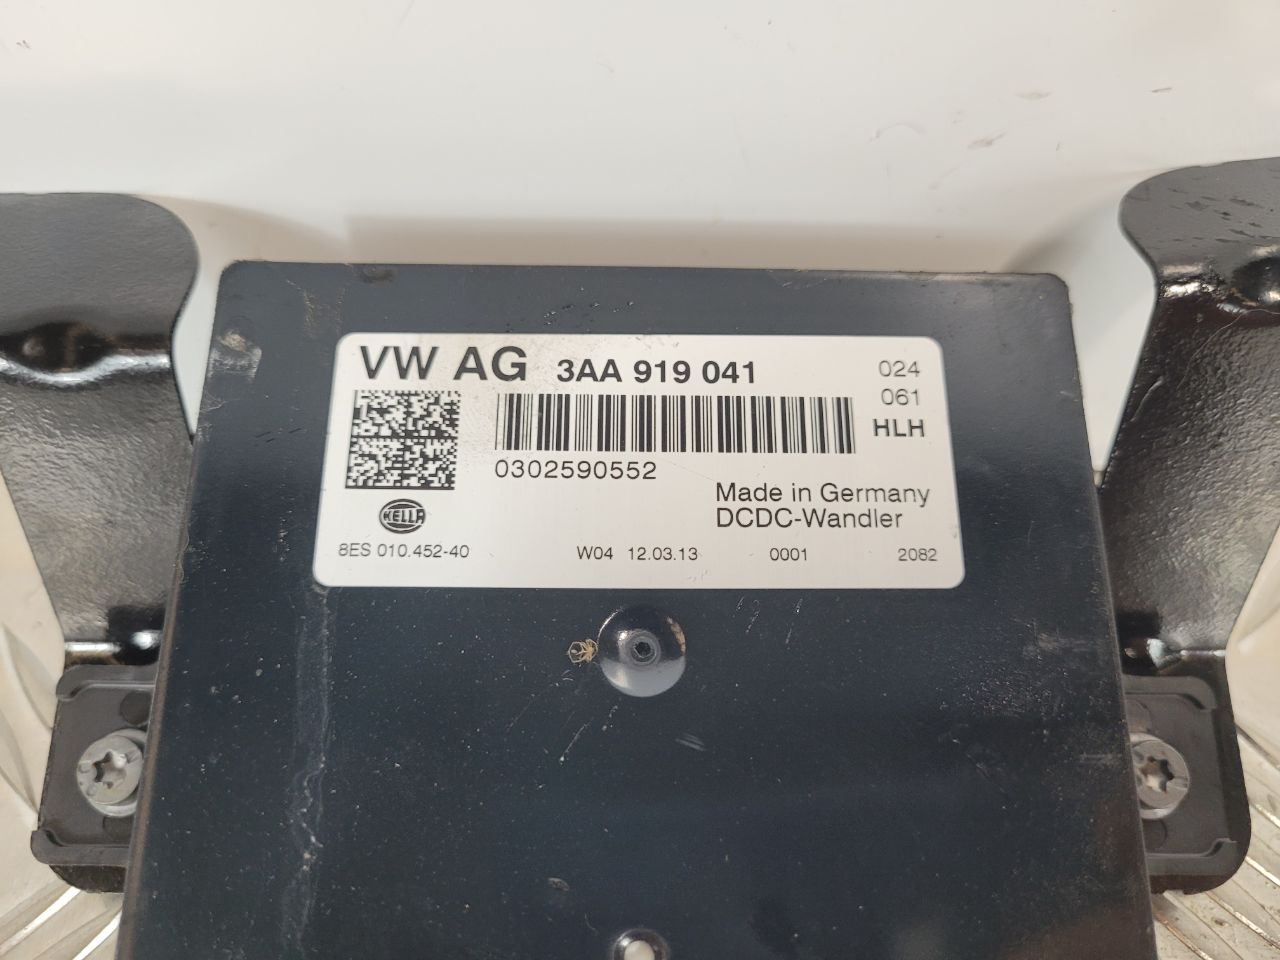 VW AG 3AA 919 041 024
061
HLH
0302590552
Made in Germany
DCDC-Wandler
HELLA
8ES 010.452-40 W04 12.03.13 0001 2082